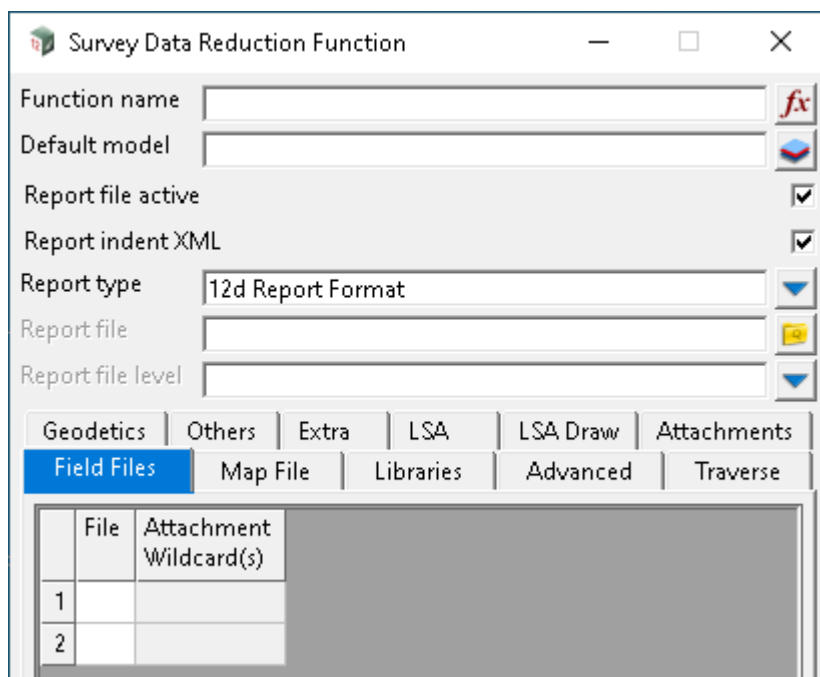 Survey Data Reduction Function
Function name
fx
Default model
Report file active
Report indent XML
Report type 12d Report Format
Report file
Report file level
Geodetics Others Extra LSA LSA Draw Attachments
Field Files Map File Libraries Advanced Traverse
File Attachment
Wildcard(s)
1
2